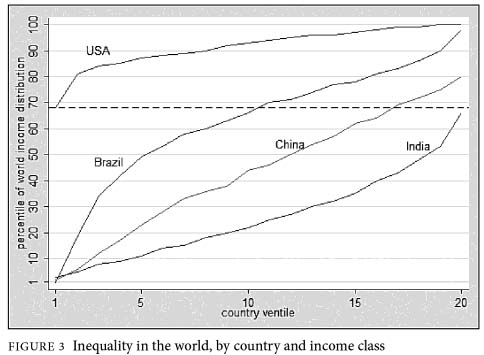 percentile of world income distribution
100
90
80
70
60
50
40
30
20
10
1
USA
Brazil
China
India
1
5
10
15
20
country ventile
FIGURE 3 Inequality in the world, by country and income class